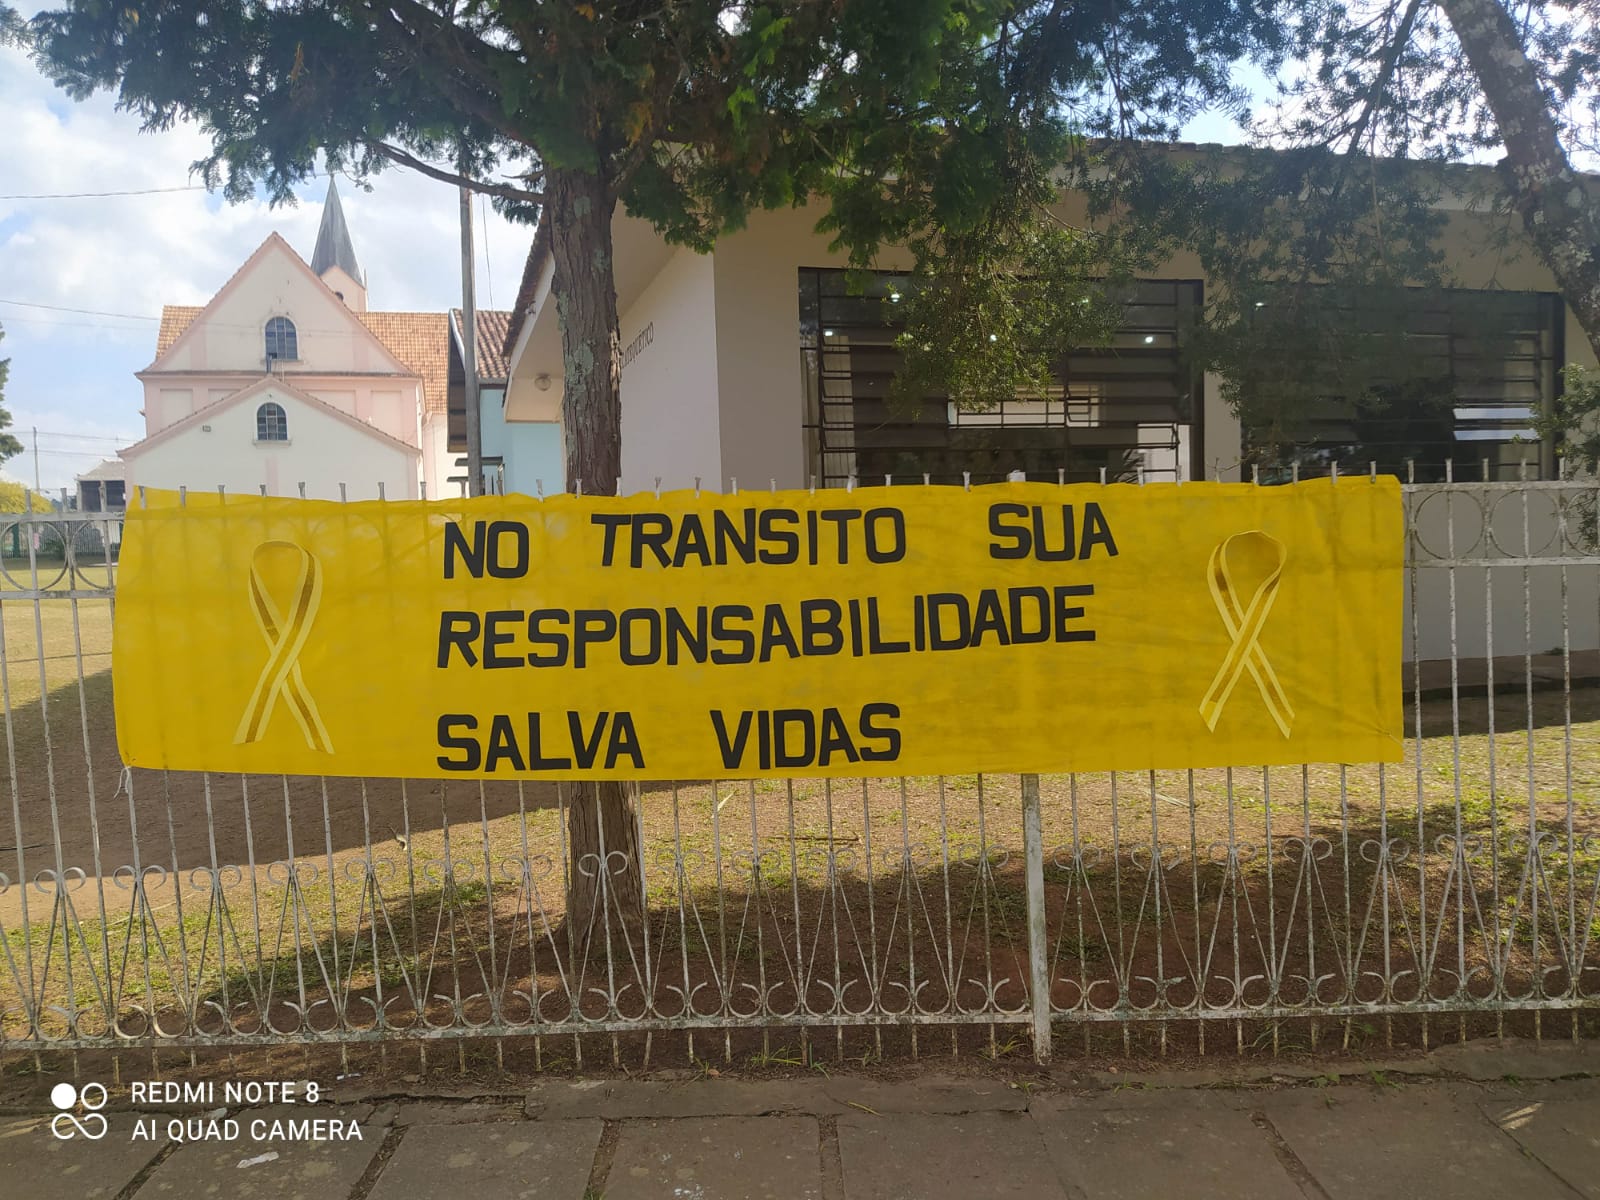 NO TRANSITO SUA
RESPONSABILIDADE
SALVA VIDAS
REDMI NOTE 8
AI QUAD CAMERA